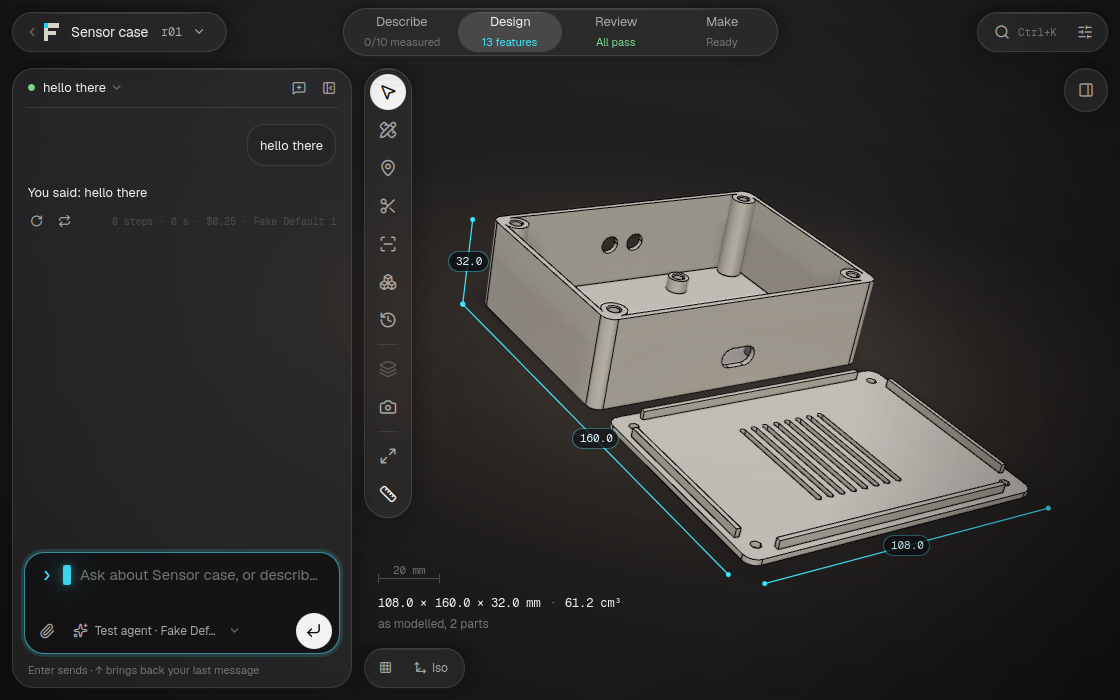 Sensor case r01
Describe
0/10 measured
Design
13 features
Review
All pass
Make
Ready
Ctrl+K
hello there
hello there
You said: hello there
0 steps · 0 s · $0.25 · Fake Default 1
32.0
160.0
108.0
20 mm
108.0 × 160.0 × 32.0 mm · 61.2 cm³
as modelled, 2 parts
Ask about Sensor case, or describ…
Test agent · Fake Def…
Enter sends · ↑ brings back your last message
Iso